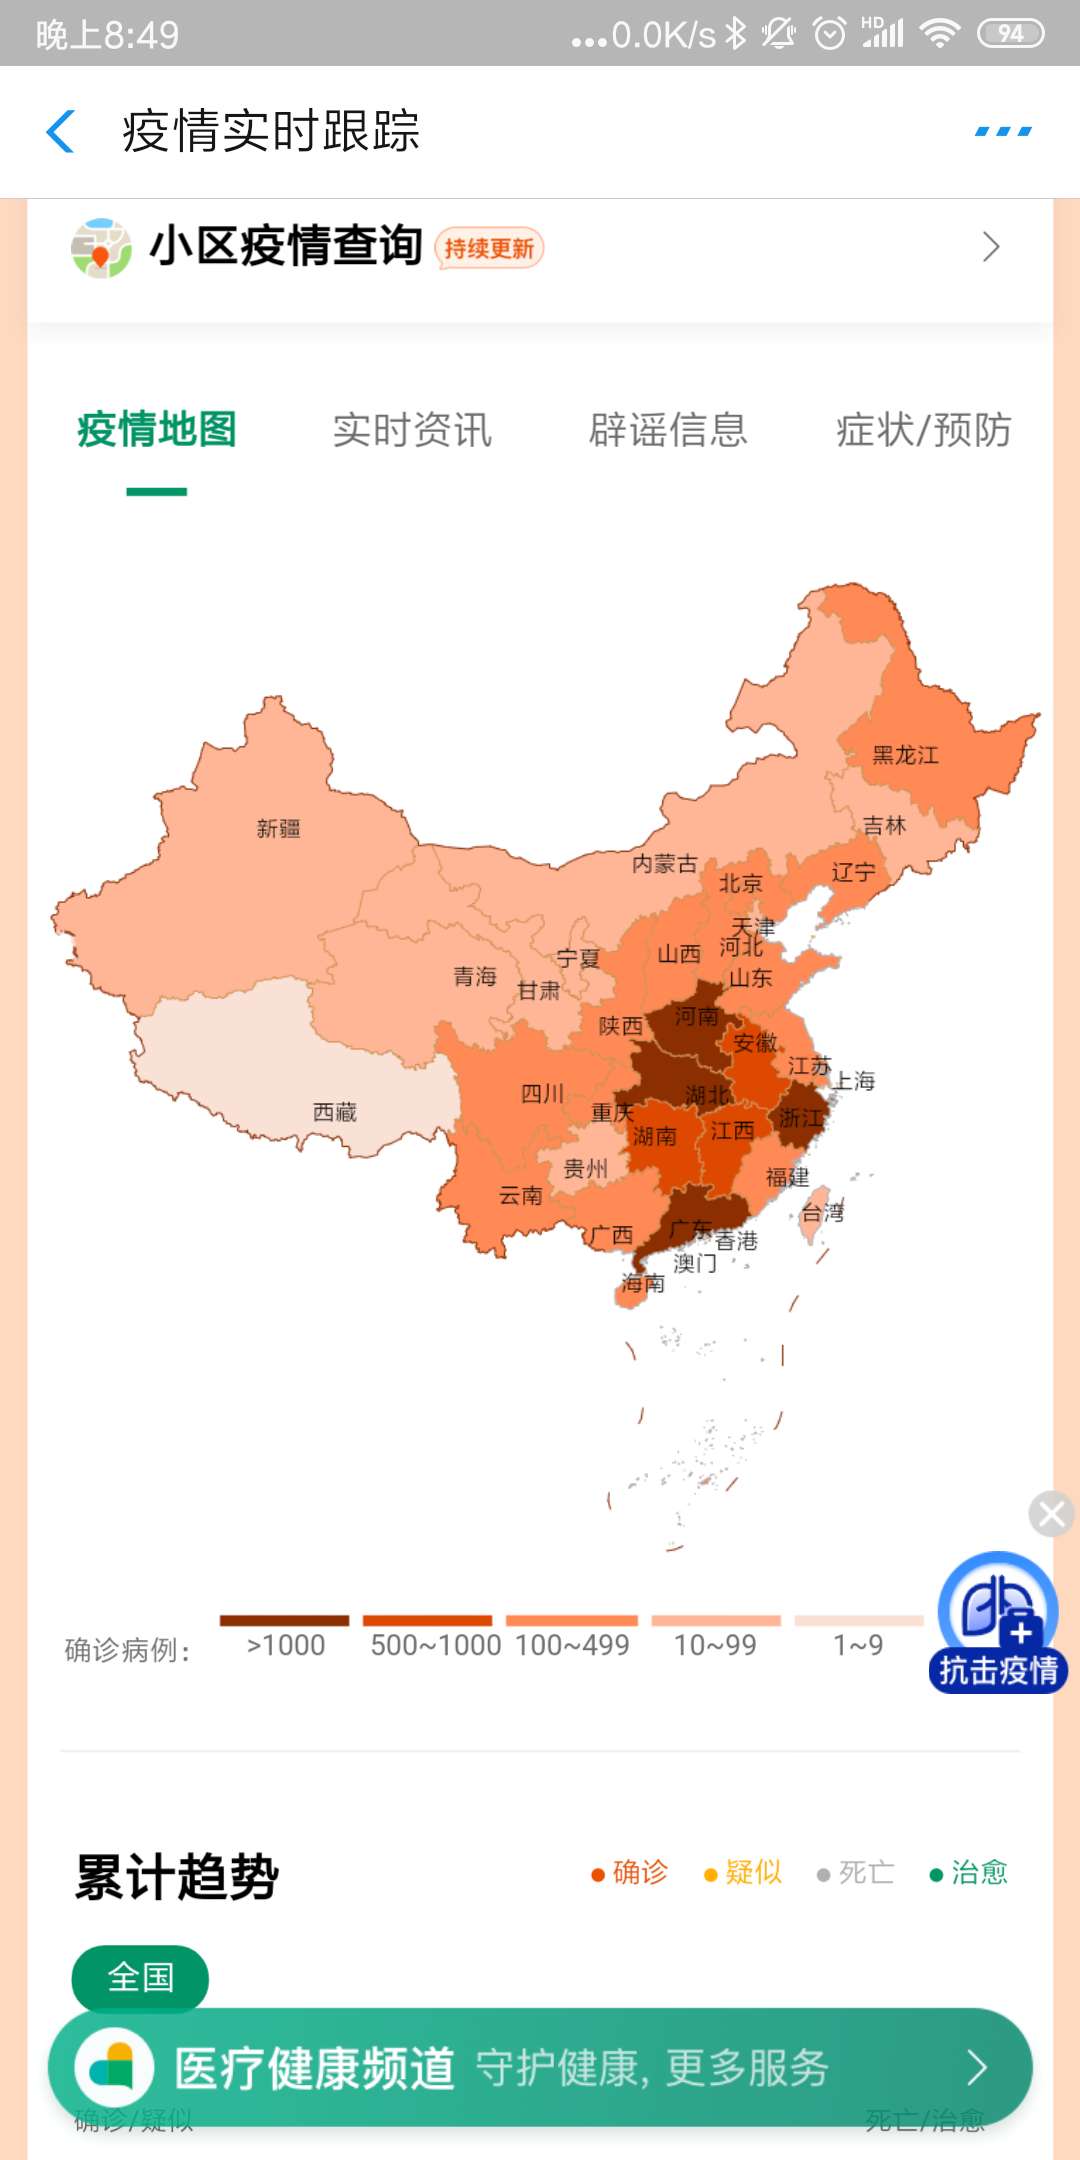 晚上8:49
...0.0K/s HD 94
疫情实时跟踪
小区疫情查询 持续更新
疫情地图 实时资讯 辟谣信息 症状/预防
黑龙江
吉林
新疆
内蒙古
辽宁
北京
天津
河北
宁夏
山西
青海
山东
甘肃
河南
陕西
安徽
江苏
上海
四川
湖北
西藏
重庆
浙江
湖南
江西
贵州
福建
云南
台湾
广西
广东
香港
澳门
海南
确诊病例: >1000 500~1000 100~499 10~99 1~9
抗击疫情
累计趋势 确诊 疑似 死亡 治愈
全国
医疗健康频道 守护健康, 更多服务
确诊/疑似 死亡/治愈